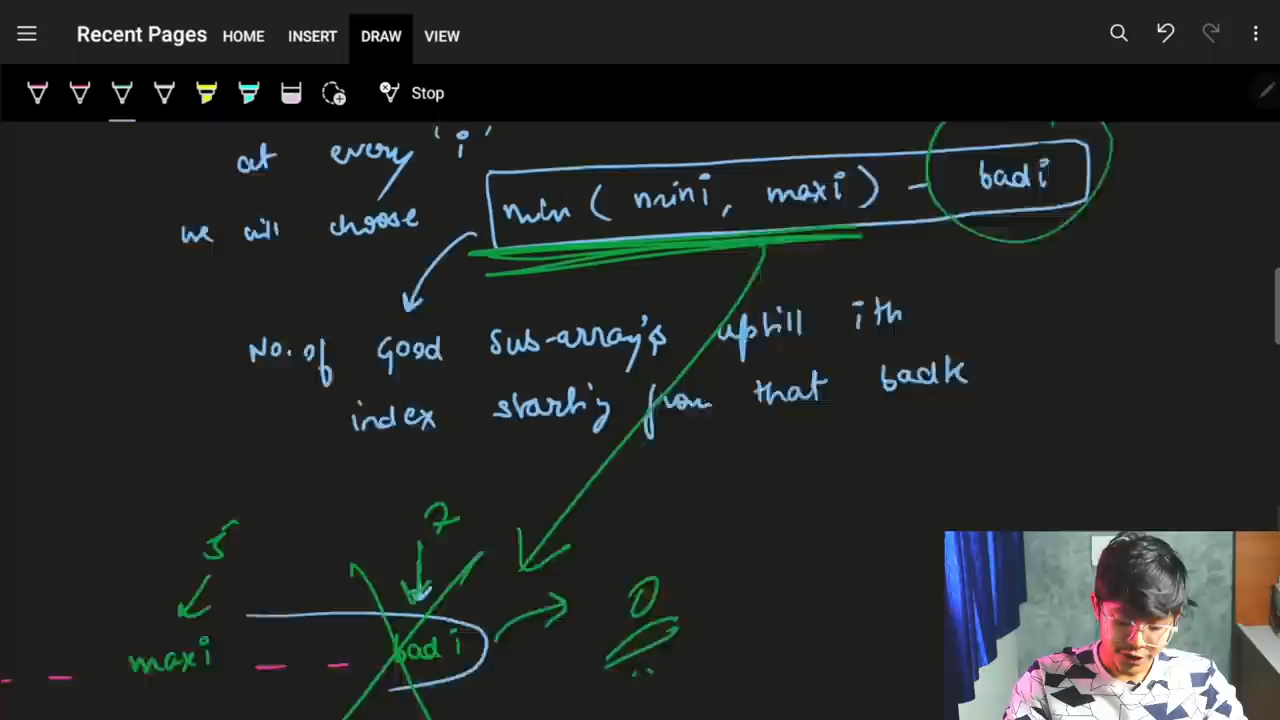 Recent Pages HOME INSERT DRAW VIEW
Stop
at every 'i'
we will choose min ( mini, maxi ) - badi
No. of Good sub-array's uptill ith
index starting from that badk
5 7
0
maxi - - badi